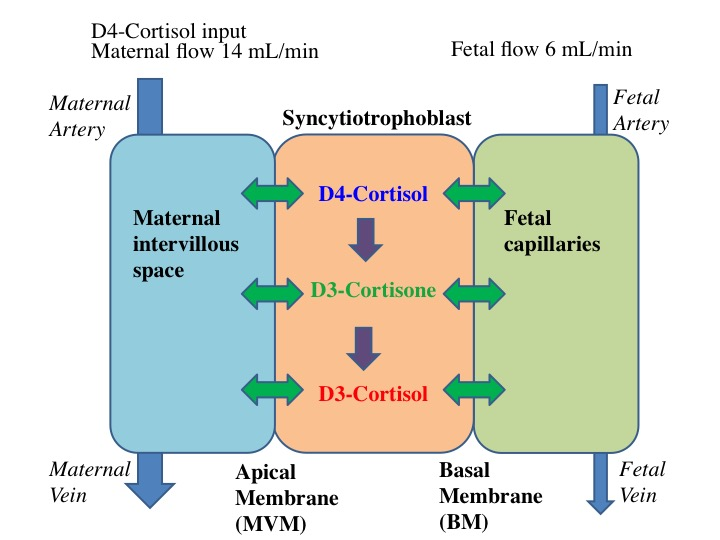 D4-Cortisol input
Maternal flow 14 mL/min
Fetal flow 6 mL/min
Maternal
Artery
Fetal
Artery
Syncytiotrophoblast
D4-Cortisol
Maternal
intervillous
space
Fetal
capillaries
D3-Cortisone
D3-Cortisol
Maternal
Vein
Apical
Membrane
(MVM)
Basal
Membrane
(BM)
Fetal
Vein